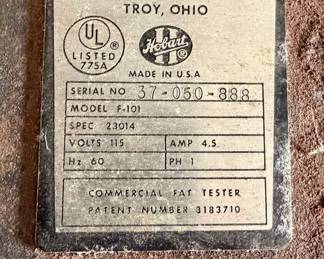 TROY, OHIO
UL
LISTED
775A
Hobart
MADE IN U.S.A
SERIAL NO 37-050-888
MODEL F-101
SPEC. 23014
VOLTS 115 AMP 4.5
Hz 60 PH 1
COMMERCIAL FAT TESTER
PATENT NUMBER 3183710